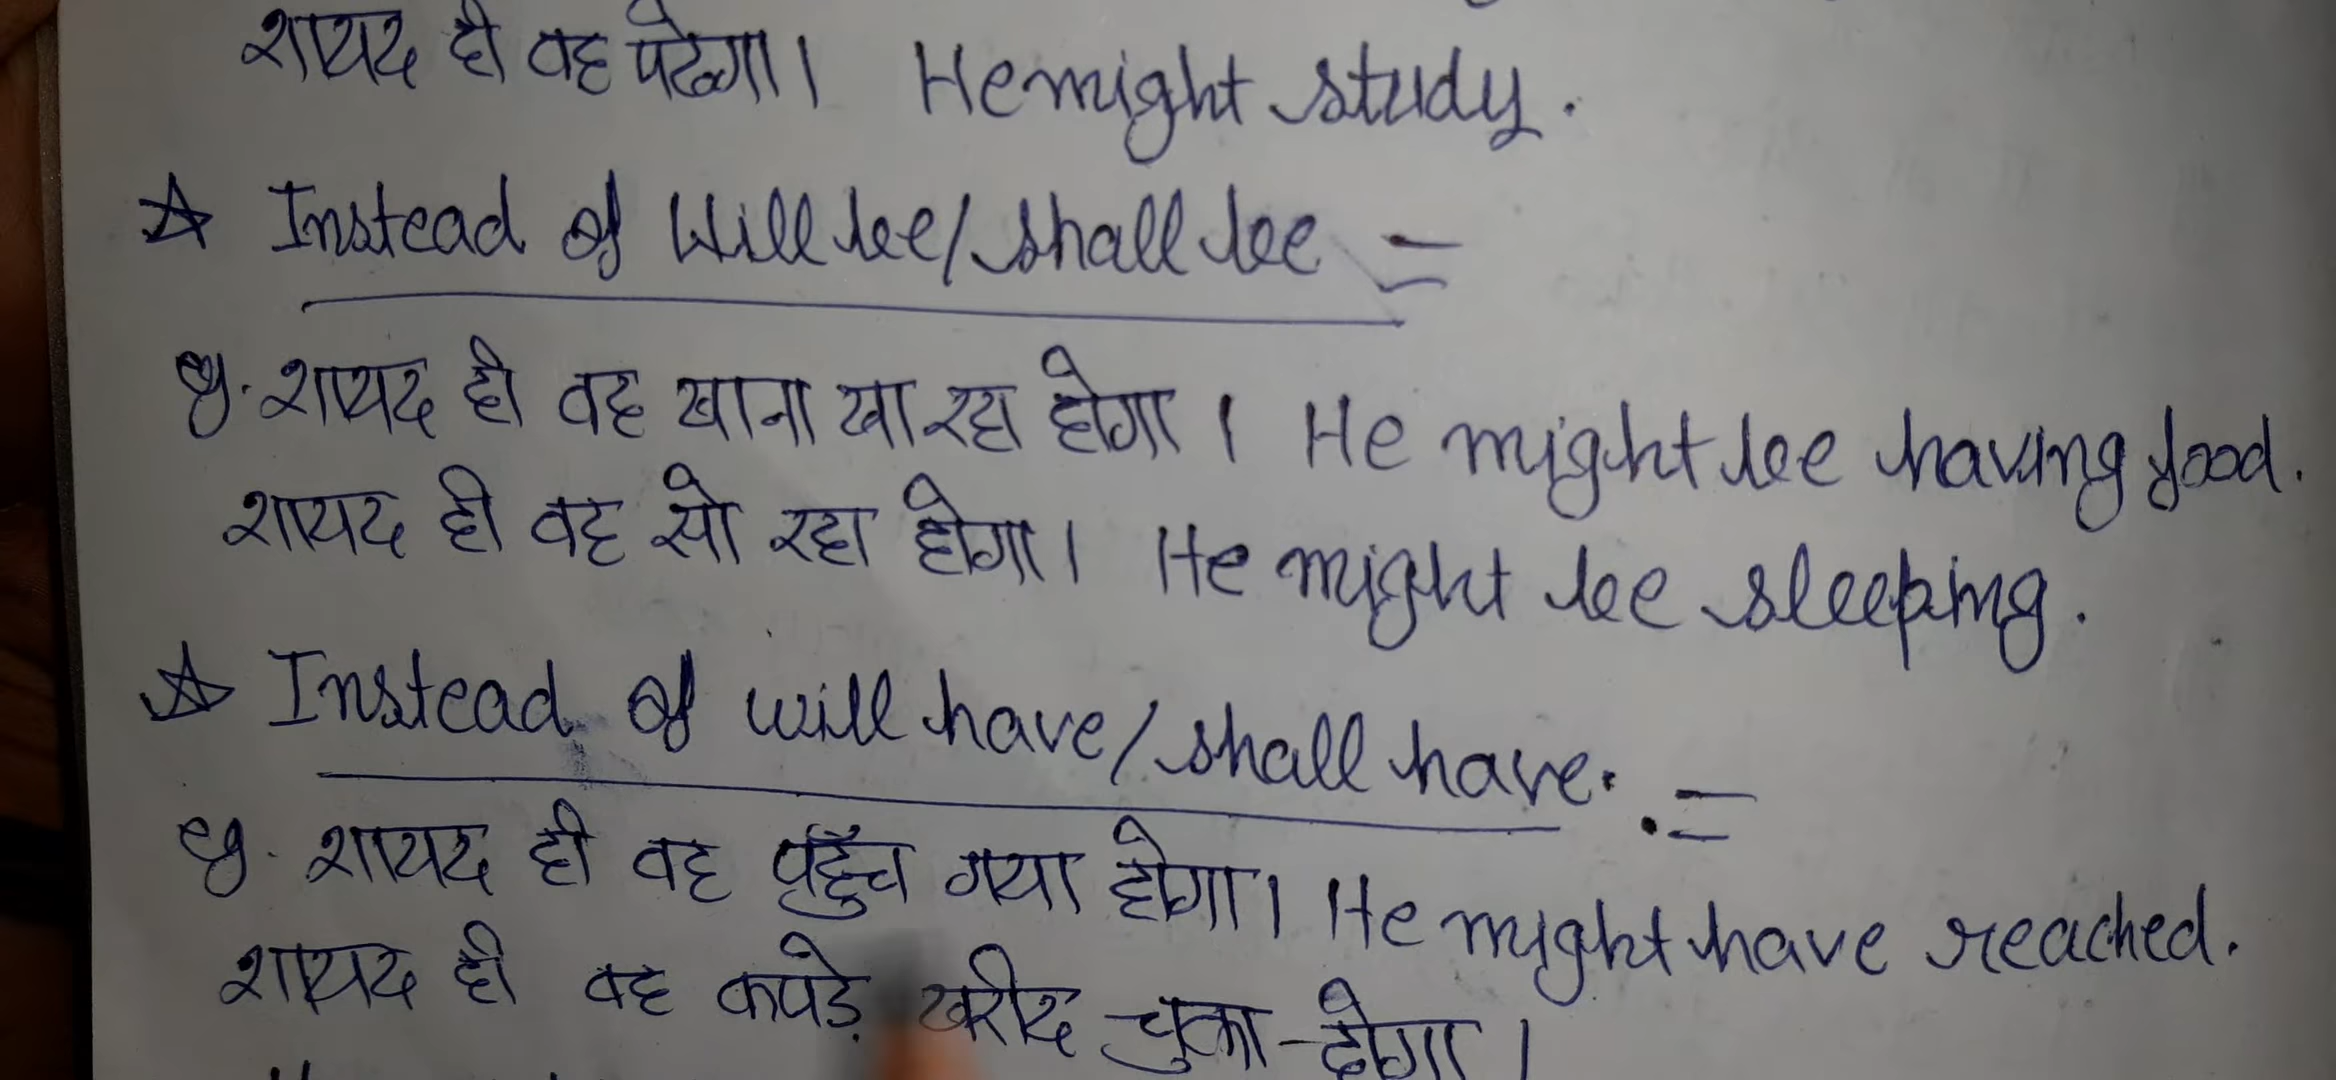 शायद ही वह पढेगा। He might study.
☆ Instead of Will be/shall be =
eg. शायद ही वह खाना खा रहा होगा। He might be having food.
शायद ही वह सो रहा होगा। He might be sleeping.
☆ Instead of will have/shall have. =
eg. शायद ही वह पहुँच गया होगा। He might have reached.
शायद ही वह कपड़े खरीद चुका होगा।